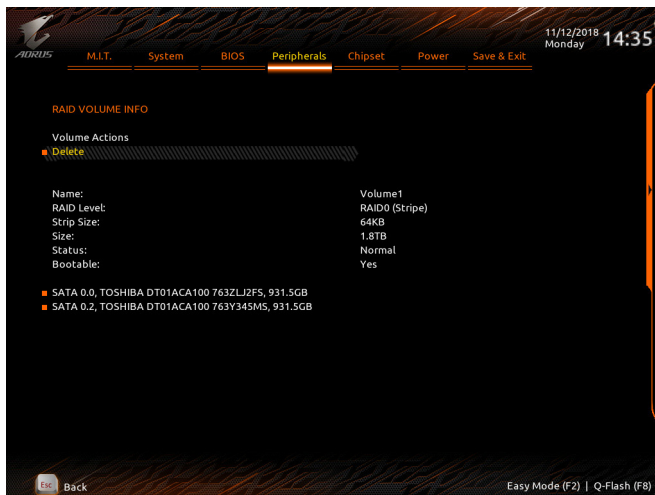 11/12/2018 14:35
Monday
AORUS
M.I.T. System BIOS Peripherals Chipset Power Save & Exit
RAID VOLUME INFO
Volume Actions
Delete
Name: Volume1
RAID Level: RAID0 (Stripe)
Strip Size: 64KB
Size: 1.8TB
Status: Normal
Bootable: Yes
SATA 0.0, TOSHIBA DT01ACA100 763ZLJ2FS, 931.5GB
SATA 0.2, TOSHIBA DT01ACA100 763Y345MS, 931.5GB
Esc Back Easy Mode (F2) | Q-Flash (F8)